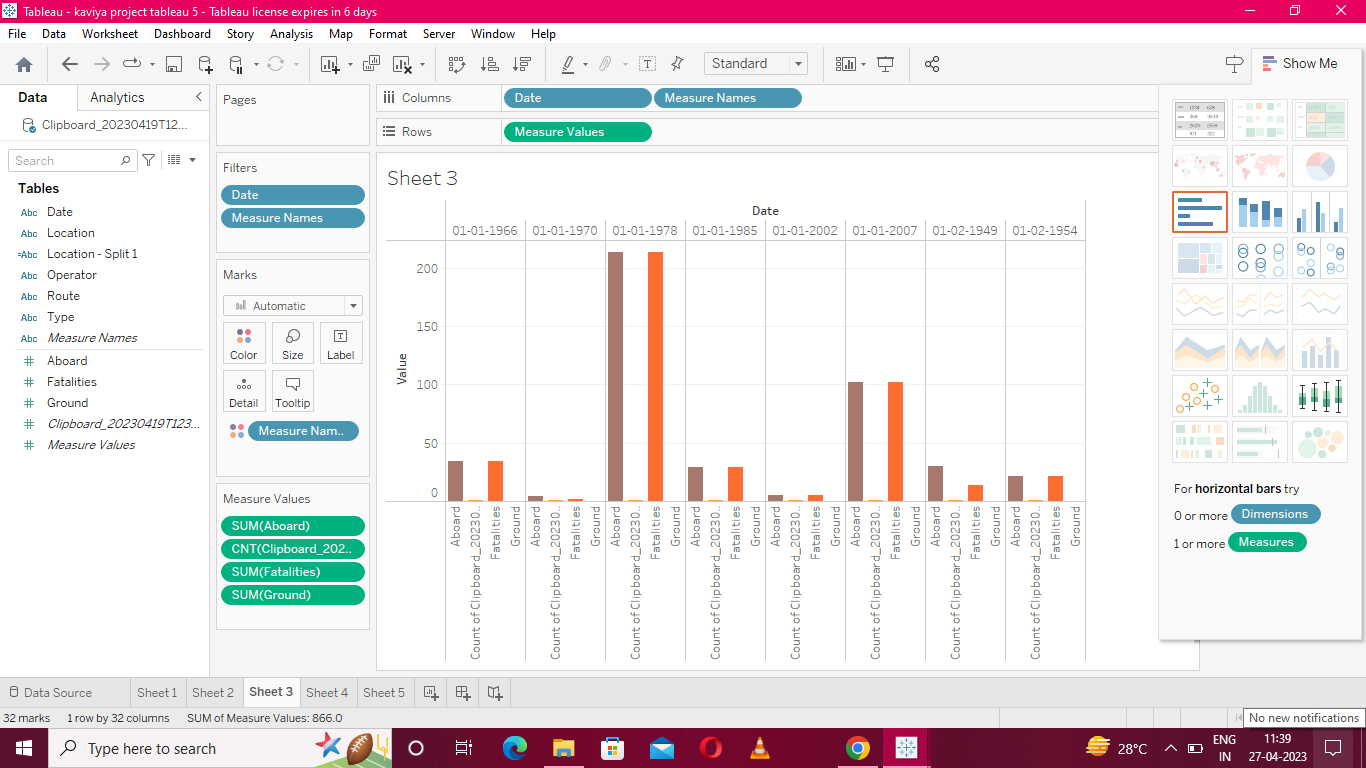 Tableau - kaviya project tableau 5 - Tableau license expires in 6 days
File Data Worksheet Dashboard Story Analysis Map Format Server Window Help
Standard
Show Me
Data Analytics
Clipboard_20230419T12...
Search
Tables
Abc Date
Abc Location
=Abc Location - Split 1
Abc Operator
Abc Route
Abc Type
Abc Measure Names
# Aboard
# Fatalities
# Ground
# Clipboard_20230419T123...
# Measure Values
Pages
Filters
Date
Measure Names
Marks
Automatic
Color Size Label
Detail Tooltip
Measure Nam..
Measure Values
SUM(Aboard)
CNT(Clipboard_202..
SUM(Fatalities)
SUM(Ground)
Columns Date Measure Names
Rows Measure Values
Sheet 3
Date
01-01-1966 01-01-1970 01-01-1978 01-01-1985 01-01-2002 01-01-2007 01-02-1949 01-02-1954
200
150
100
50
0
Value
Aboard
Count of Clipboard_20230..
Fatalities
Ground
Aboard
Count of Clipboard_20230..
Fatalities
Ground
Aboard
Count of Clipboard_20230..
Fatalities
Ground
Aboard
Count of Clipboard_20230..
Fatalities
Ground
Aboard
Count of Clipboard_20230..
Fatalities
Ground
Aboard
Count of Clipboard_20230..
Fatalities
Ground
Aboard
Count of Clipboard_20230..
Fatalities
Ground
Aboard
Count of Clipboard_20230..
Fatalities
Ground
For horizontal bars try
0 or more Dimensions
1 or more Measures
Data Source Sheet 1 Sheet 2 Sheet 3 Sheet 4 Sheet 5
32 marks 1 row by 32 columns SUM of Measure Values: 866.0
No new notifications
Type here to search
28°C
ENG
IN
11:39
27-04-2023